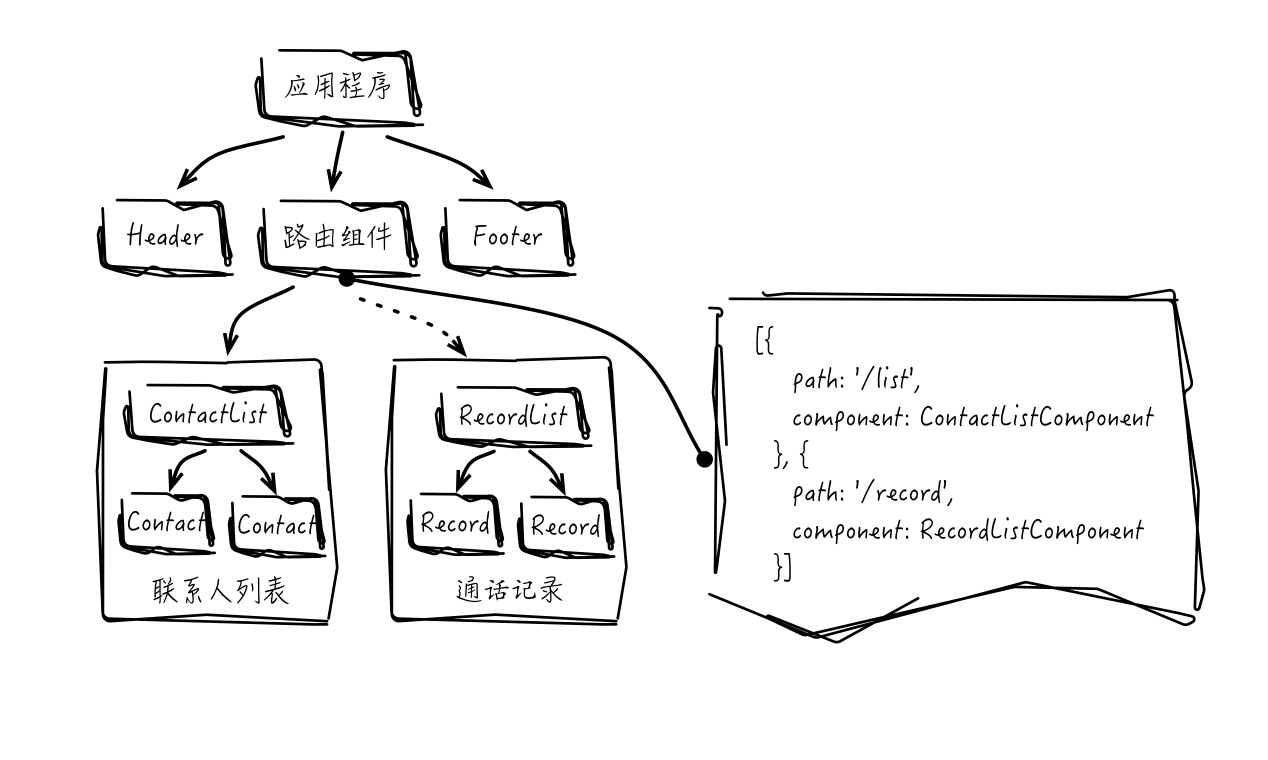 应用程序
Header
路由组件
Footer
ContactList
Contact
Contact
联系人列表
RecordList
Record
Record
通话记录
[{
path: '/list',
component: ContactListComponent
}, {
path: '/record',
component: RecordListComponent
}]